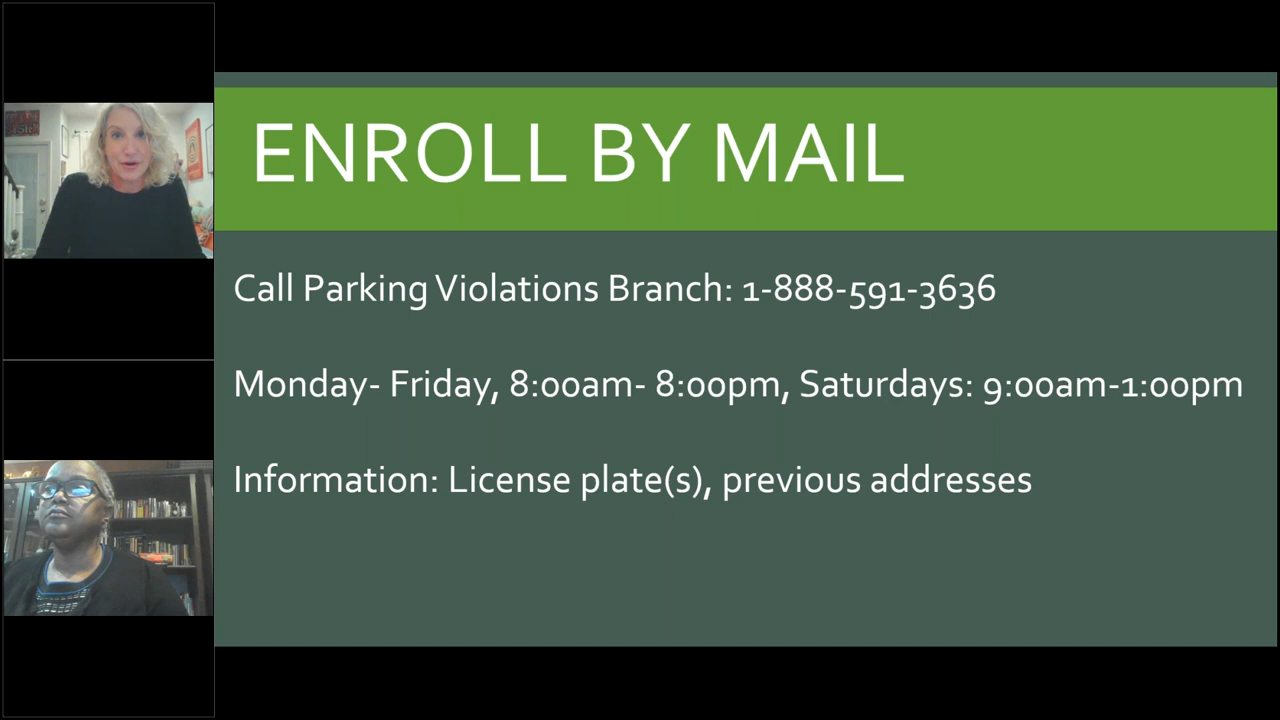 ENROLL BY MAIL
Call Parking Violations Branch: 1-888-591-3636
Monday- Friday, 8:00am- 8:00pm, Saturdays: 9:00am-1:00pm
Information: License plate(s), previous addresses